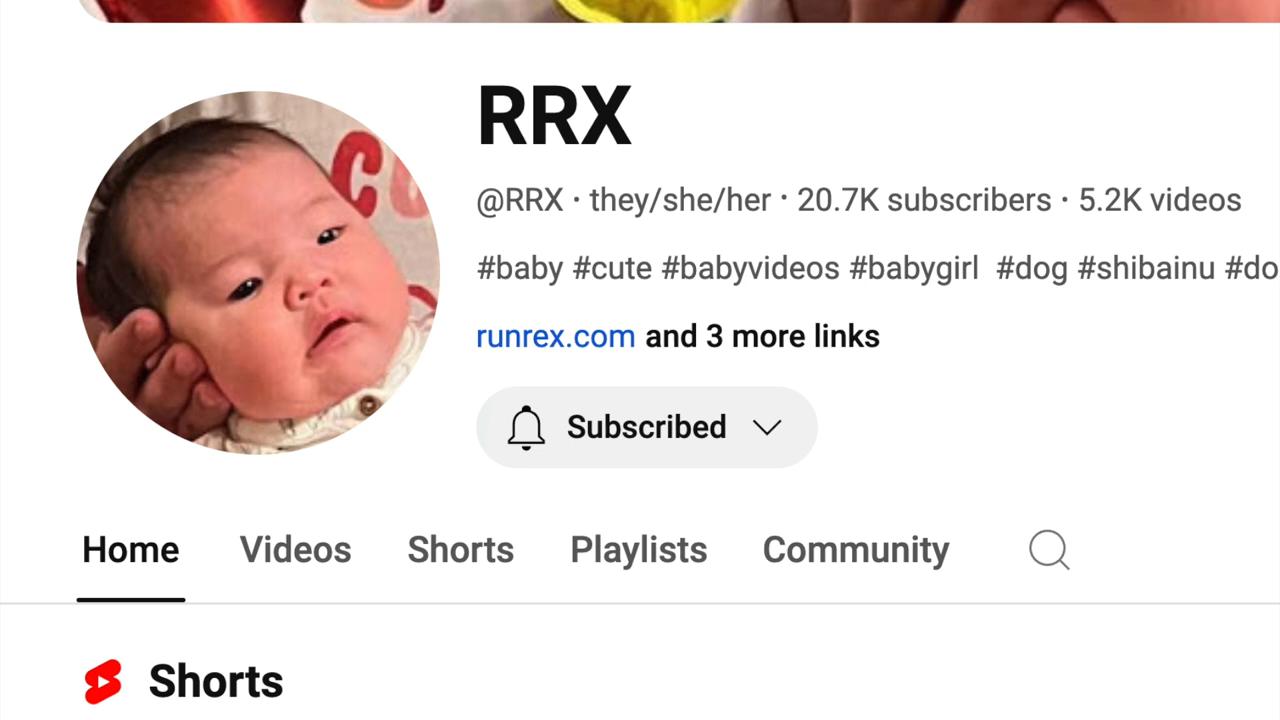 RRX
@RRX · they/she/her · 20.7K subscribers · 5.2K videos
#baby #cute #babyvideos #babygirl #dog #shibainu #do
runrex.com and 3 more links
Subscribed
Home Videos Shorts Playlists Community
Shorts